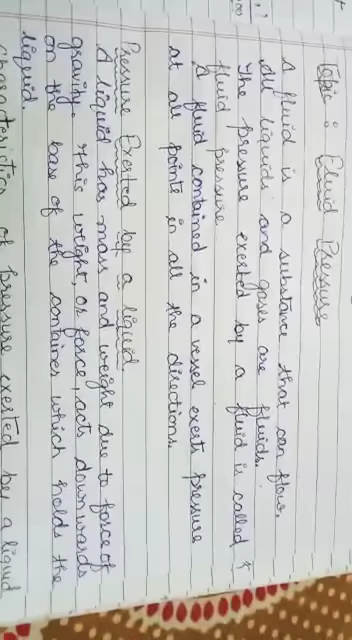 Topic : Fluid Pressure
A fluid is a substance that can flow.
All liquids and gases are fluids.
The pressure exerted by a fluid is called
fluid pressure
A fluid contained in a vessel exerts pressure
at all points in all the directions.
Pressure Exerted by a liquid
A liquid has mass and weight due to force of
gravity. This weight, or force, acts downwards
on the base of the container which holds the
liquid.
characteristics of pressure exerted by a liquid